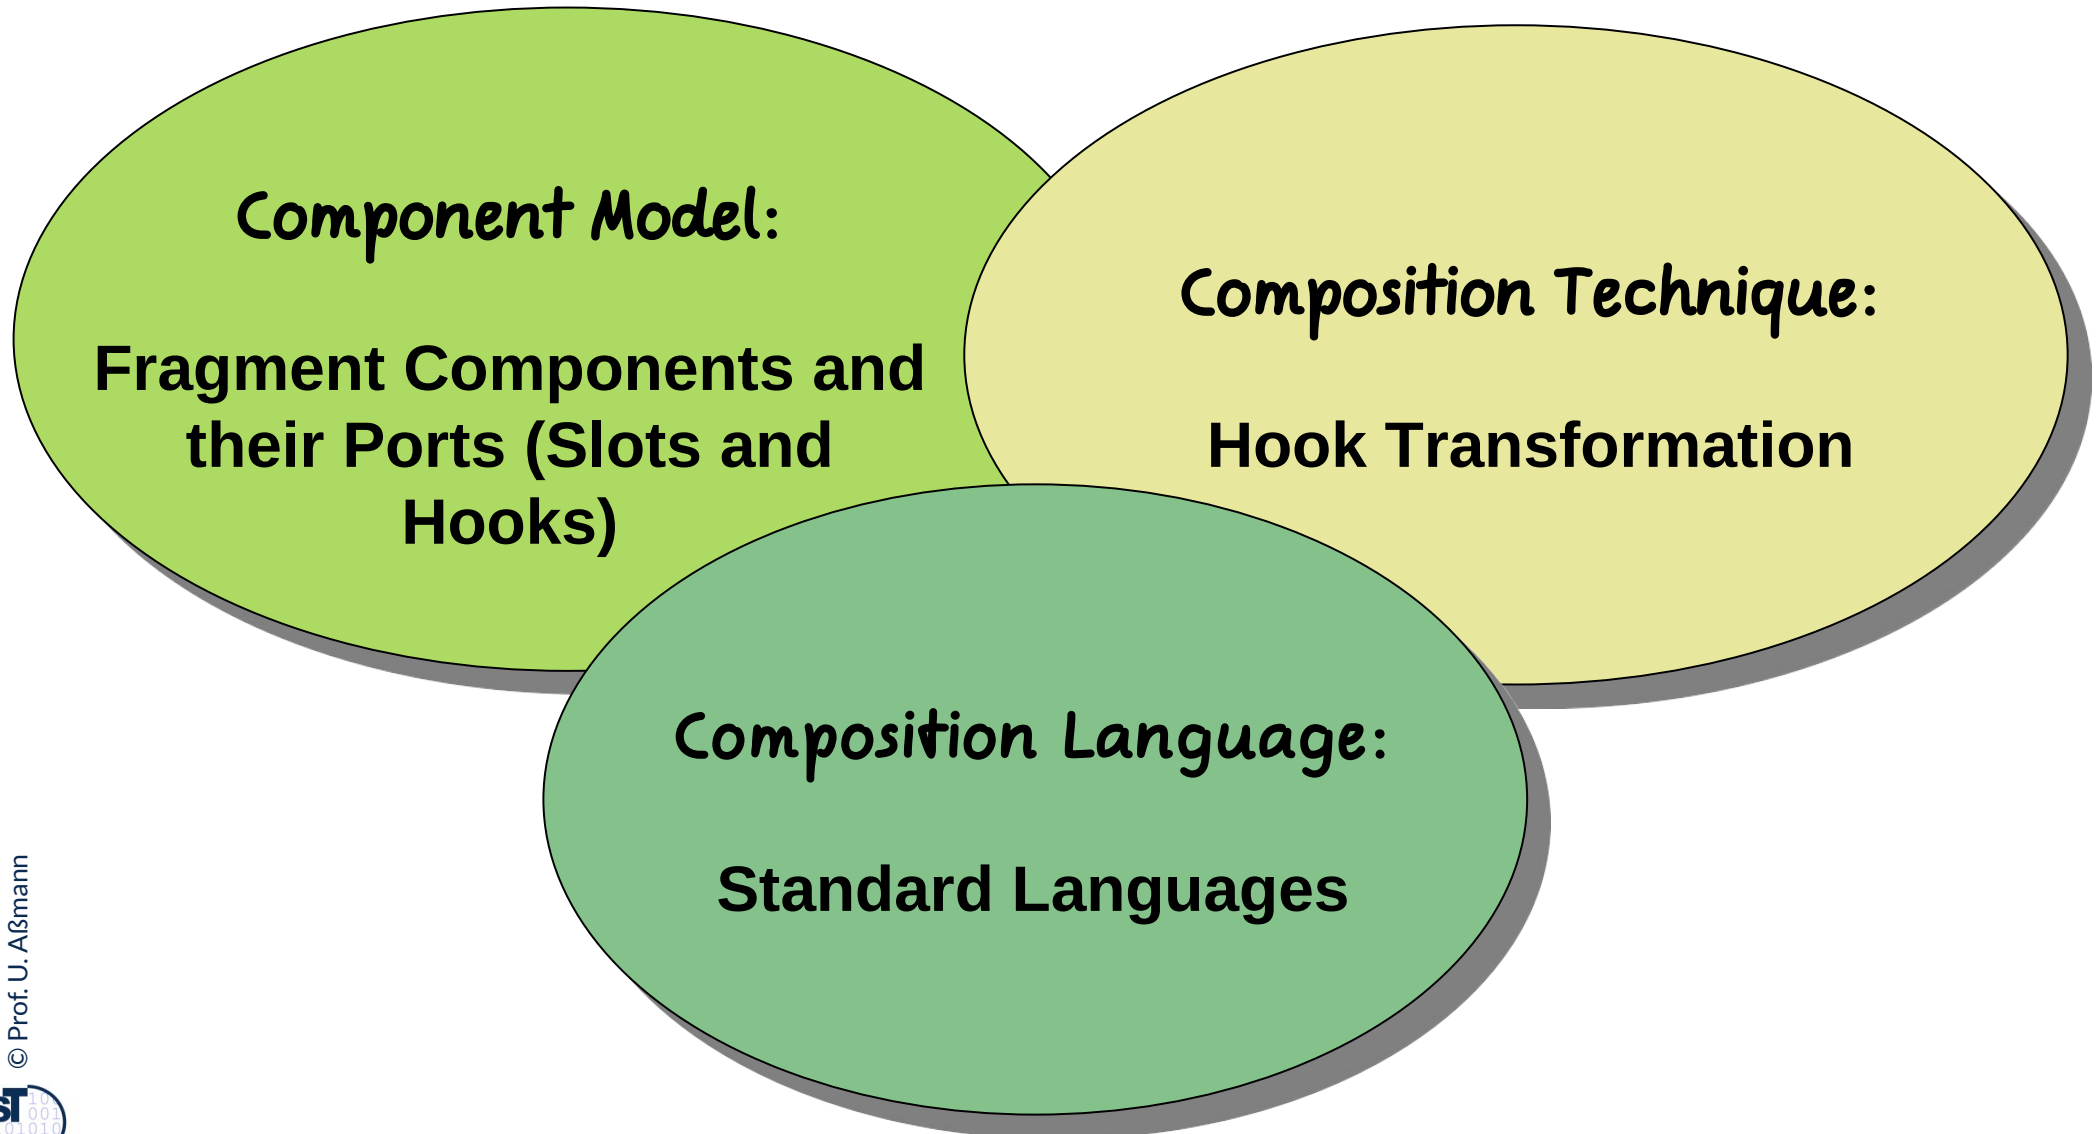 Component Model:
Fragment Components and
their Ports (Slots and
Hooks)
Composition Technique:
Hook Transformation
Composition Language:
Standard Languages
© Prof. U. Aßmann